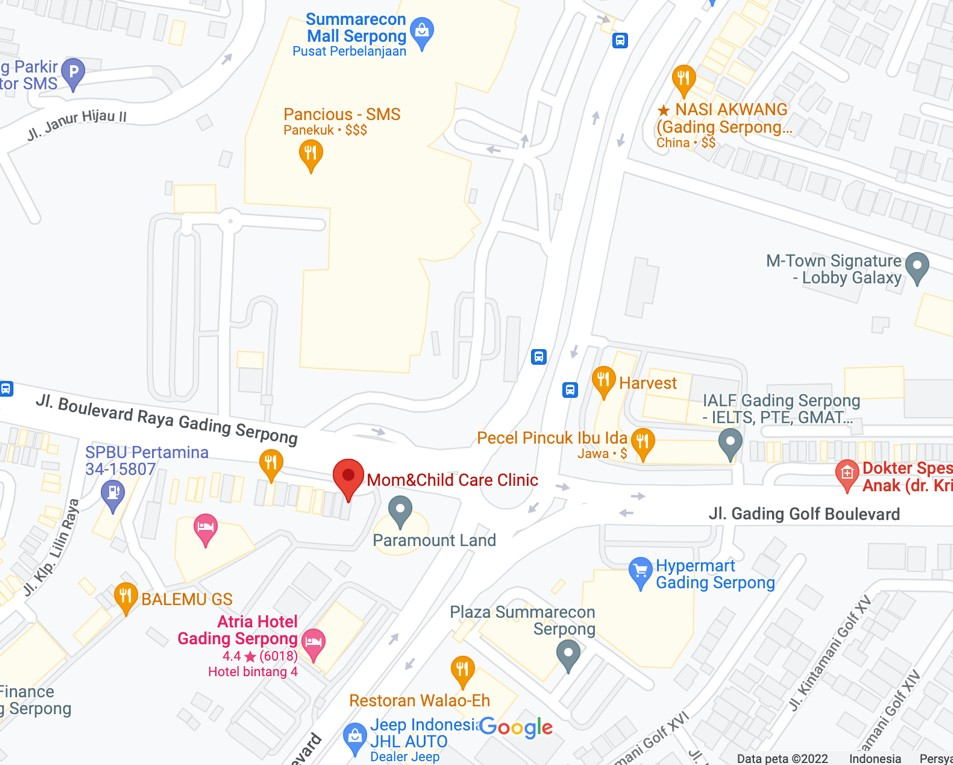 Summarecon
Mall Serpong
Pusat Perbelanjaan
g Parkir
tor SMS
P
Jl. Janur Hijau II
Pancious - SMS
Panekuk • $$$
★ NASI AKWANG
(Gading Serpong...
China • $$
M-Town Signature
- Lobby Galaxy
Harvest
IALF Gading Serpong
- IELTS, PTE, GMAT...
Jl. Boulevard Raya Gading Serpong
Pecel Pincuk Ibu Ida
Jawa • $
SPBU Pertamina
34-15807
Mom&Child Care Clinic
Dokter Spes
Anak (dr. Kri
Jl. Gading Golf Boulevard
Paramount Land
Jl. Klp. Lilin Raya
Hypermart
Gading Serpong
BALEMU GS
Plaza Summarecon
Serpong
Atria Hotel
Gading Serpong
4.4 ★ (6018)
Hotel bintang 4
Jl. Kintamani Golf XV
Finance
g Serpong
Restoran Walao-Eh
Jeep Indonesia
JHL AUTO
Dealer Jeep
Google
evard
mani Golf XVI
Jl.
amani Golf XIV
Data peta ©2022
Indonesia
Persya